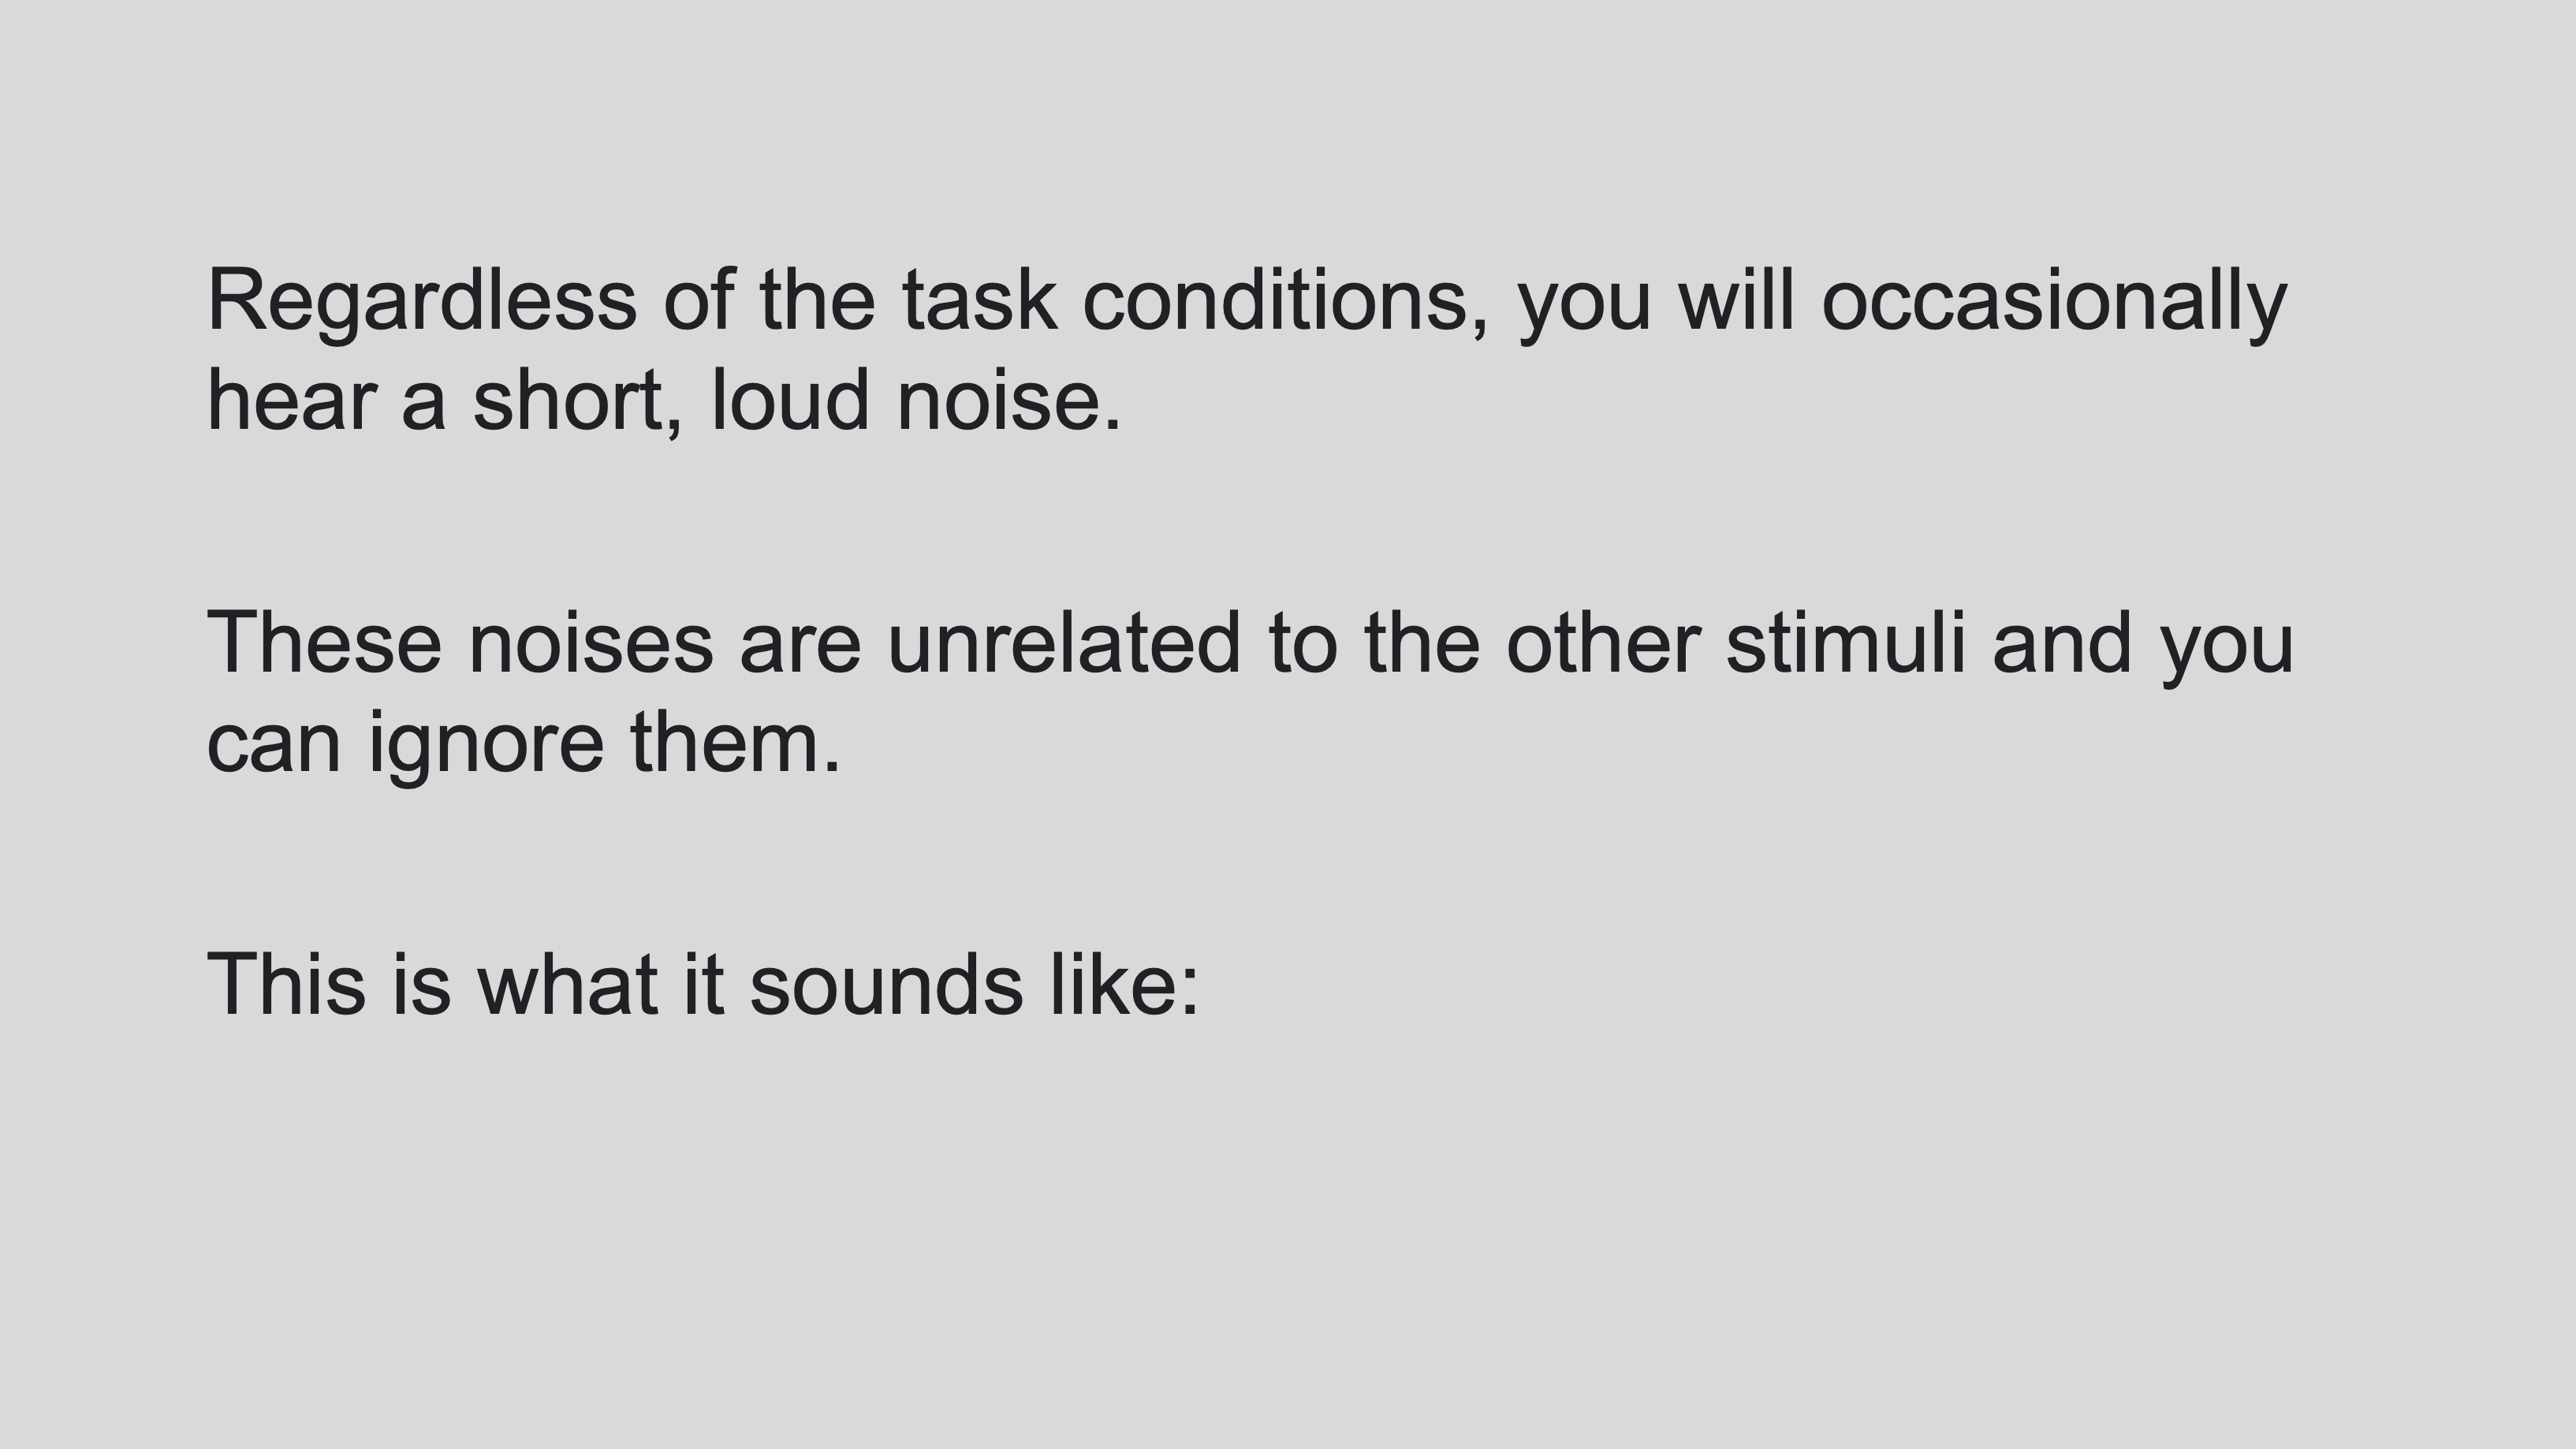 Regardless of the task conditions, you will occasionally
hear a short, loud noise.
These noises are unrelated to the other stimuli and you
can ignore them.
This is what it sounds like: